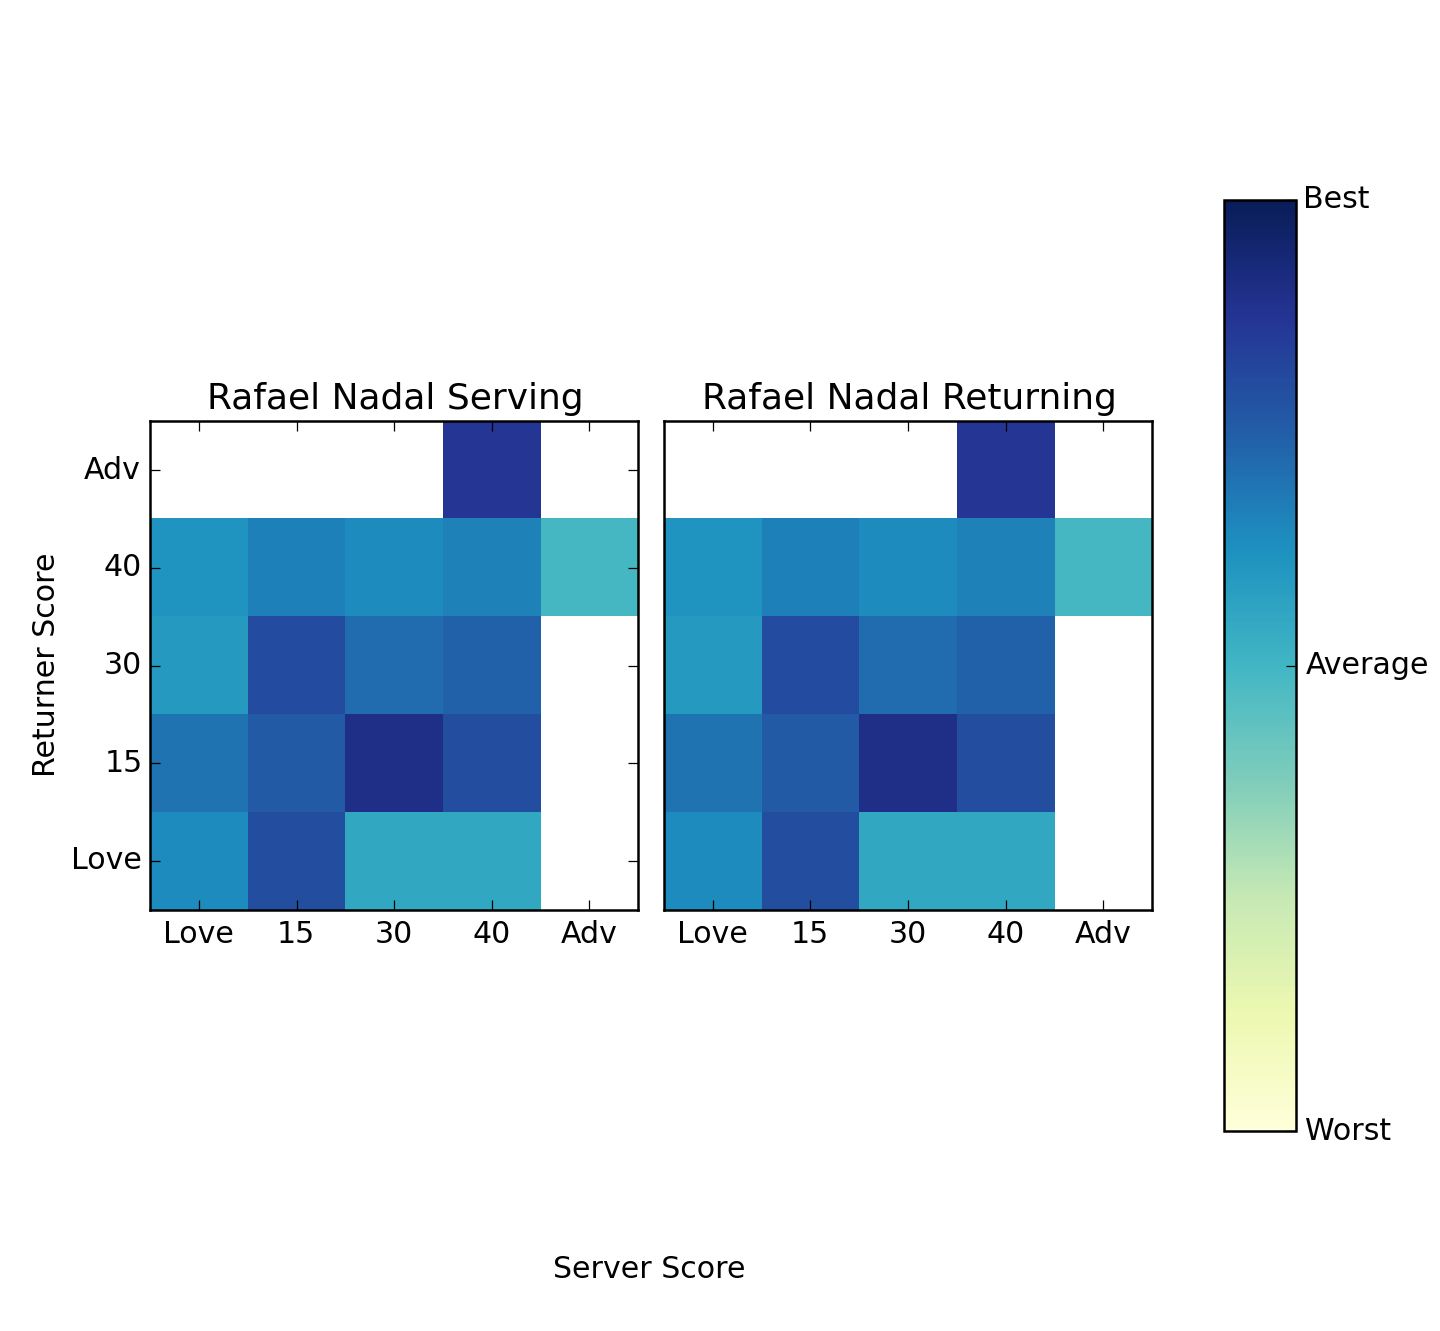 Best
Rafael Nadal Serving
Rafael Nadal Returning
Adv
40
30
15
Love
Returner Score
Average
Love 15 30 40 Adv
Love 15 30 40 Adv
Worst
Server Score